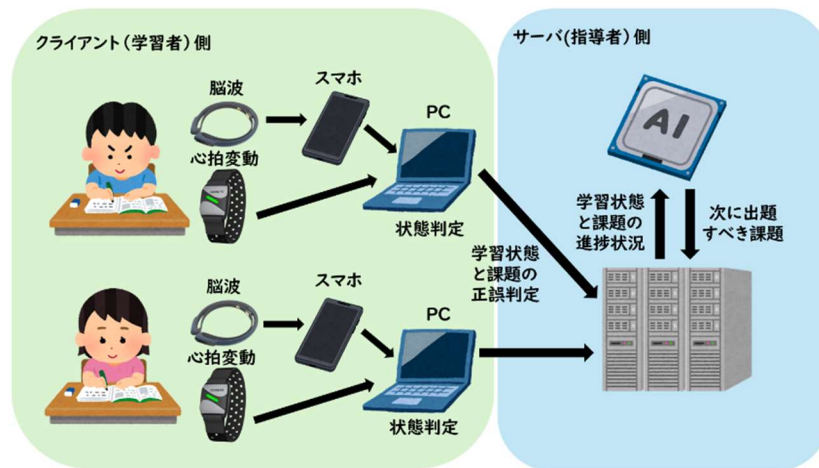 クライアント（学習者）側
サーバ(指導者）側
脳波
スマホ
PC
心拍変動
状態判定
AI
学習状態
と課題の
進捗状況
次に出題
すべき課題
学習状態
と課題の
正誤判定
脳波
スマホ
PC
心拍変動
状態判定